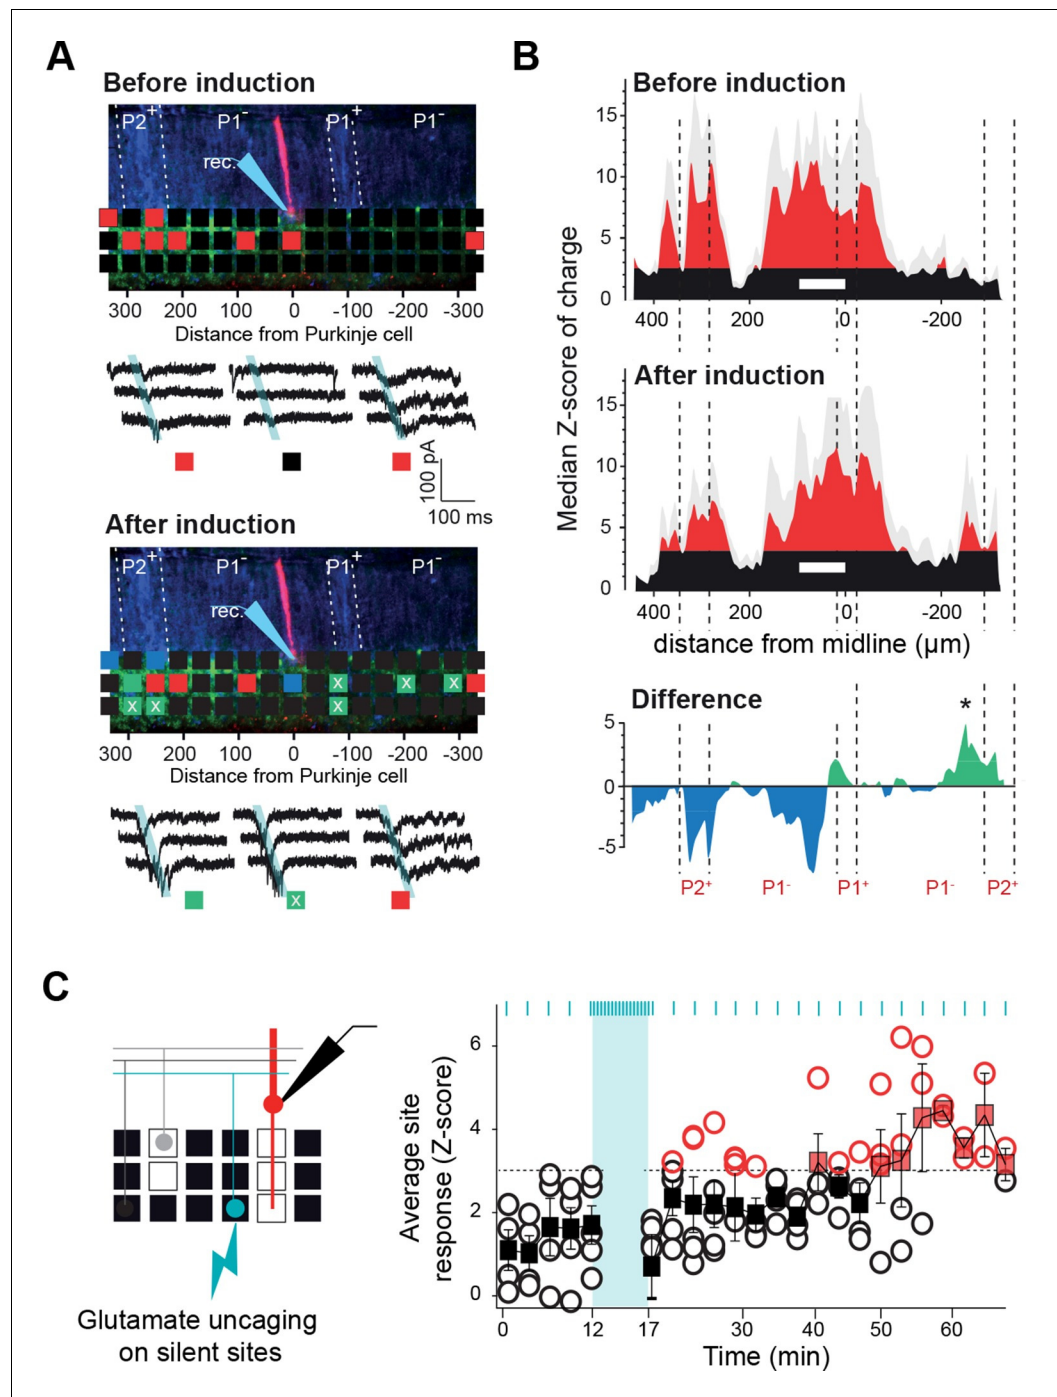 A
Before induction
P2+ P1- P1+ P1-
rec.
300 200 100 0 -100 -200 -300
Distance from Purkinje cell
100 pA
100 ms
After induction
P2+ P1- P1+ P1-
rec.
x x x
x x x
300 200 100 0 -100 -200 -300
Distance from Purkinje cell
x
B
Before induction
15
10
5
0
400 200 0 -200
After induction
15
10
5
0
400 200 0 -200
Median Z-score of charge
distance from midline (µm)
Difference
*
5
0 0
-5
P2+ P1- P1+ P1- P2+
C
Glutamate uncaging
on silent sites
Average site
response (Z-score)
6
4
2
0
0 12 17 30 40 50 60
Time (min)